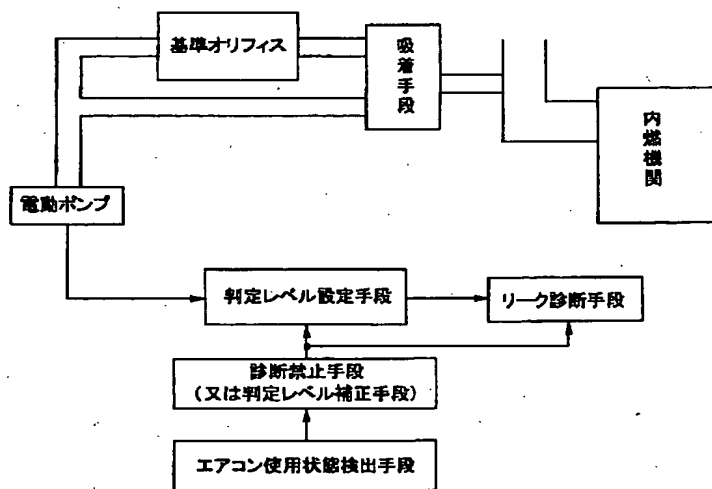 基準オリフィス
吸着手段
内燃機関
電動ポンプ
判定レベル設定手段
リーク診断手段
診断禁止手段
(又は判定レベル補正手段)
エアコン使用状態検出手段